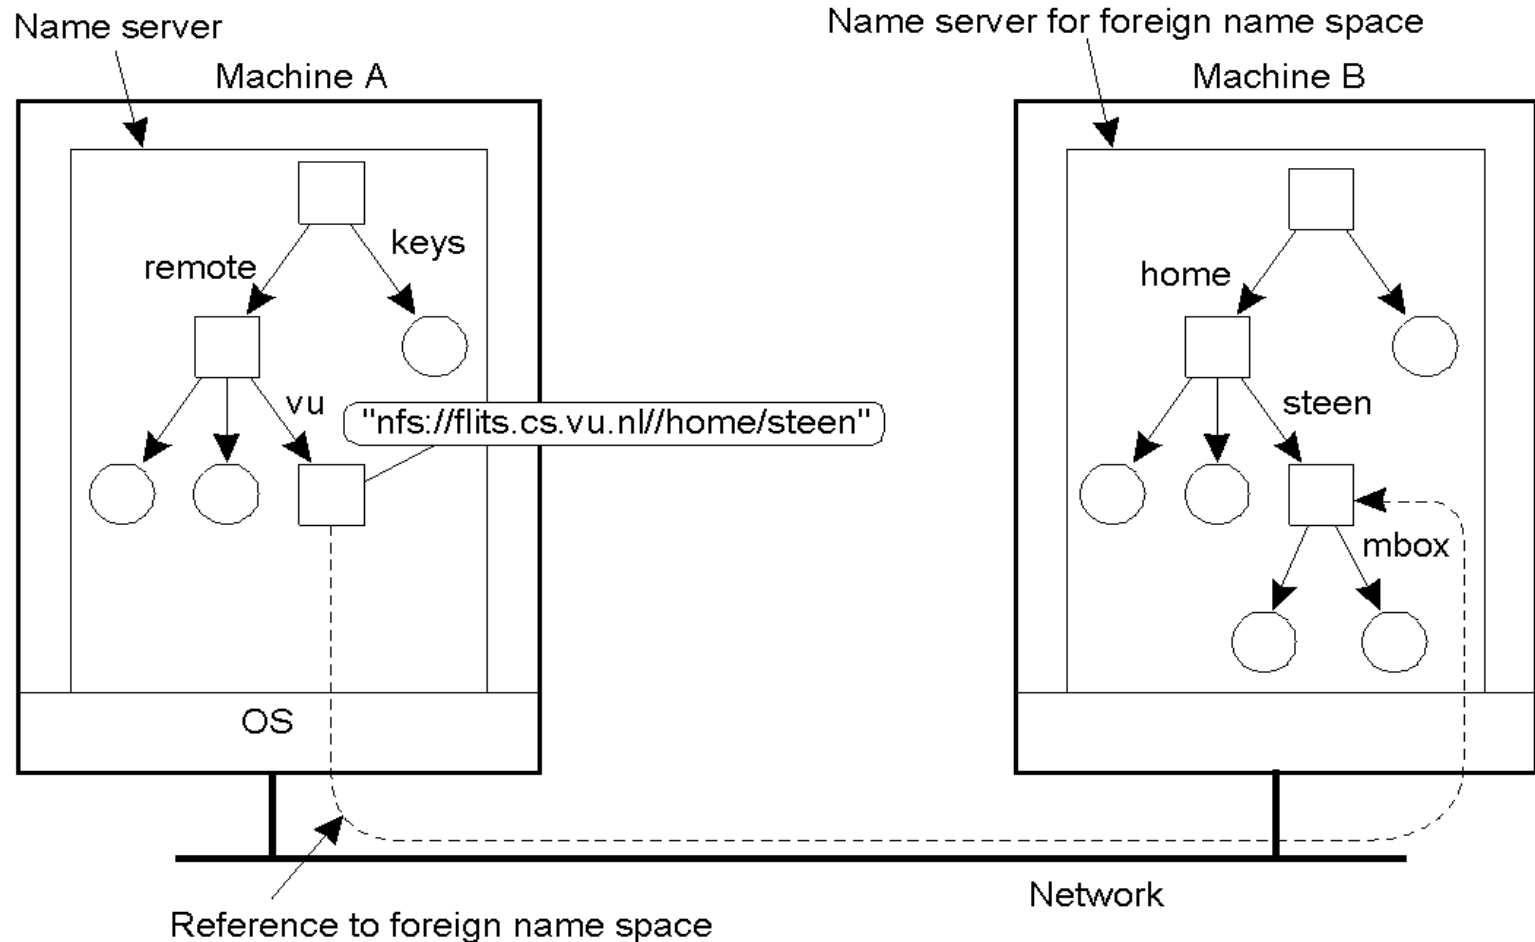 Name server
Name server for foreign name space
Machine A
Machine B
keys
remote
home
vu
"nfs://flits.cs.vu.nl//home/steen"
steen
mbox
OS
Network
Reference to foreign name space